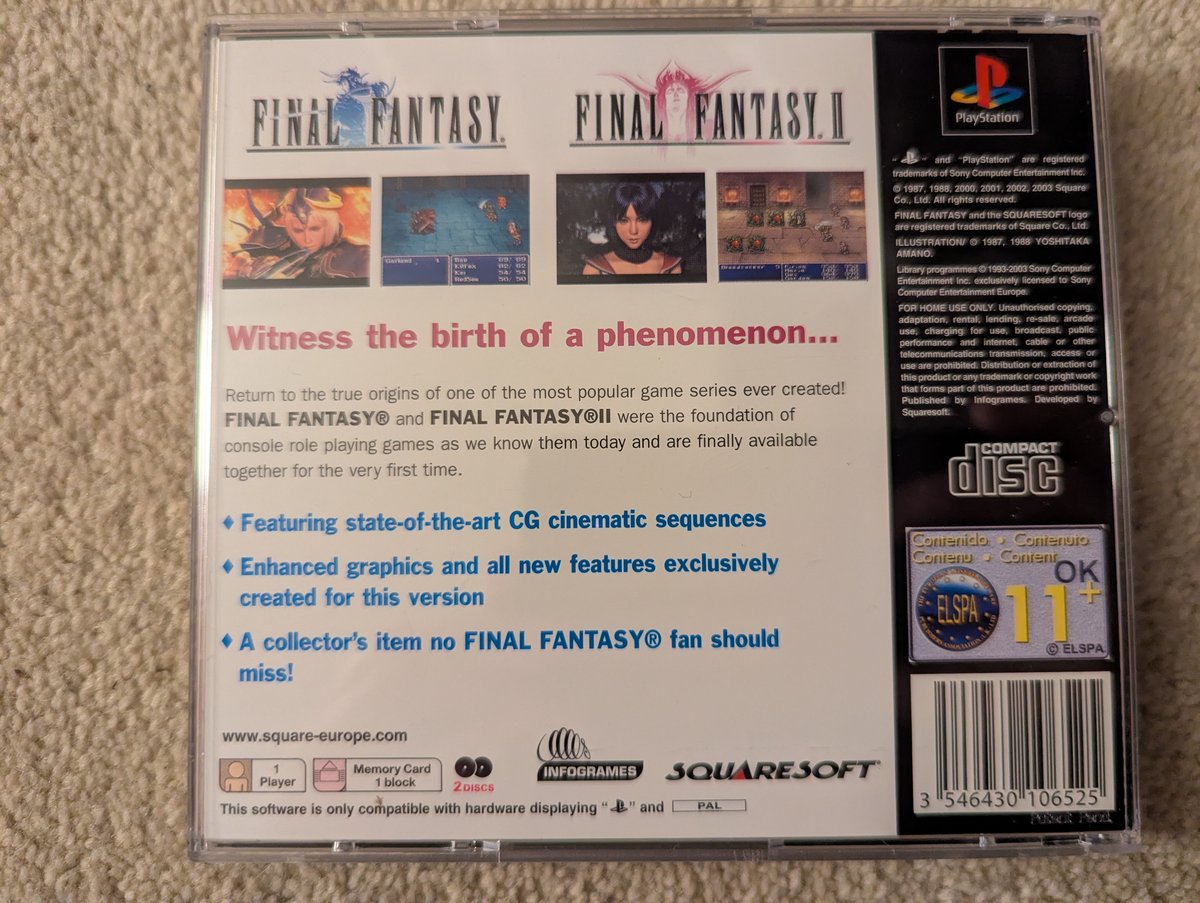 FINAL FANTASY®
FINAL FANTASY® II
Garland 1
Witness the birth of a phenomenon...
Return to the true origins of one of the most popular game series ever created!
FINAL FANTASY® and FINAL FANTASY®II were the foundation of
console role playing games as we know them today and are finally available
together for the very first time.
♦ Featuring state-of-the-art CG cinematic sequences
♦ Enhanced graphics and all new features exclusively
created for this version
♦ A collector's item no FINAL FANTASY® fan should
miss!
www.square-europe.com
1
Player
Memory Card
1 block
2 DISCS
INFOGRAMES
SQUARESOFT
This software is only compatible with hardware displaying " " and PAL
PlayStation
" " and "PlayStation" are registered
trademarks of Sony Computer Entertainment Inc.
© 1987, 1988, 2000, 2001, 2002, 2003 Square
Co., Ltd. All rights reserved.
FINAL FANTASY and the SQUARESOFT logo
are registered trademarks of Square Co., Ltd.
ILLUSTRATION/ © 1987, 1988 YOSHITAKA
AMANO.
Library programmes © 1993-2003 Sony Computer
Entertainment Inc. exclusively licensed to Sony
Computer Entertainment Europe.
FOR HOME USE ONLY. Unauthorised copying,
adaptation, rental, lending, re-sale, arcade
use, charging for use, broadcast, public
performance and internet, cable or other
telecommunications transmission, access or
use are prohibited. Distribution or extraction of
this product or any trademark or copyright work
that forms part of this product are prohibited.
Published by Infogrames. Developed by
Squaresoft.
COMPACT
disc
Contenido • Contenuto
Contenu • Content
OK
ELSPA
11+
© ELSPA
3 546430 106525